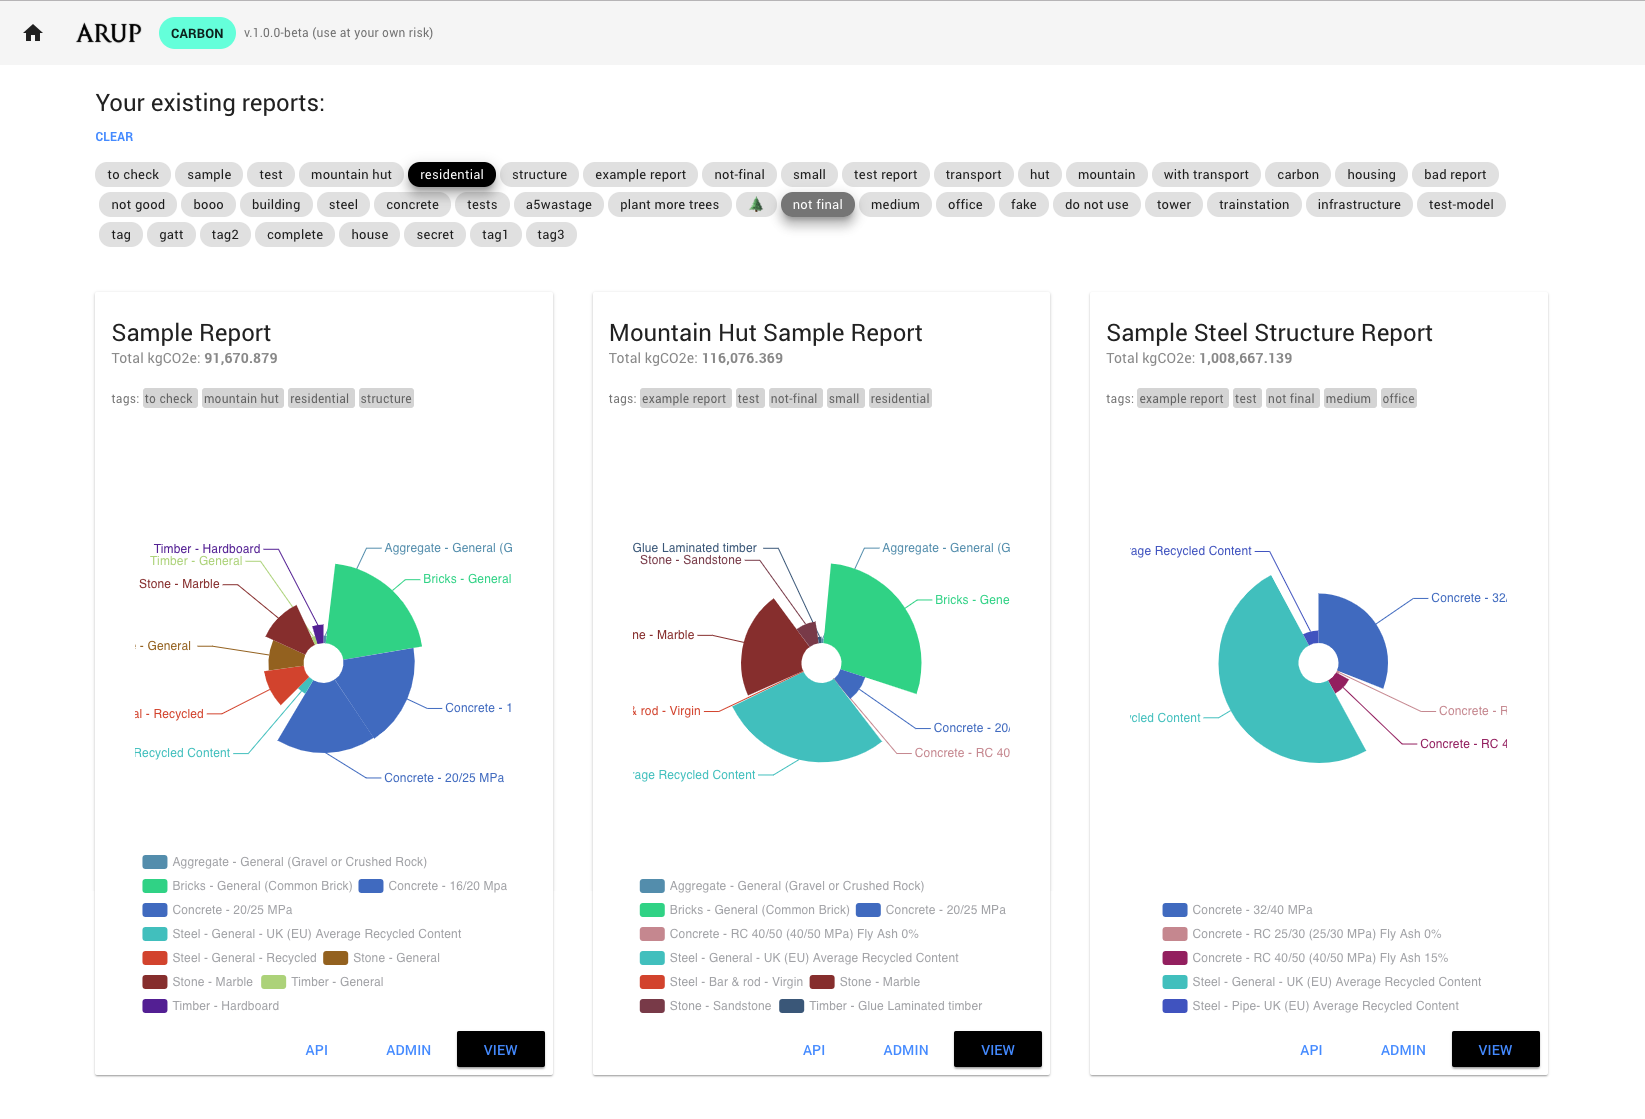 ARUP CARBON v.1.0.0-beta (use at your own risk)
Your existing reports:
CLEAR
to check sample test mountain hut residential structure example report not-final small test report transport hut mountain with transport carbon housing bad report
not good booo building steel concrete tests a5wastage plant more trees 🌲 not final medium office fake do not use tower trainstation infrastructure test-model
tag gatt tag2 complete house secret tag1 tag3
Sample Report
Total kgCO2e: 91,670.879
tags: to check mountain hut residential structure
Timber - Hardboard
Aggregate - General (G
Timber - General
Bricks - General
Stone - Marble
- General
al - Recycled
Concrete - 1
Recycled Content
Concrete - 20/25 MPa
Aggregate - General (Gravel or Crushed Rock)
Bricks - General (Common Brick) Concrete - 16/20 Mpa
Concrete - 20/25 MPa
Steel - General - UK (EU) Average Recycled Content
Steel - General - Recycled Stone - General
Stone - Marble Timber - General
Timber - Hardboard
API ADMIN VIEW
Mountain Hut Sample Report
Total kgCO2e: 116,076.369
tags: example report test not-final small residential
Glue Laminated timber
Aggregate - General (G
Stone - Sandstone
Bricks - Gene
ne - Marble
& rod - Virgin
Concrete - 20/
Concrete - RC 40
rage Recycled Content
Aggregate - General (Gravel or Crushed Rock)
Bricks - General (Common Brick) Concrete - 20/25 MPa
Concrete - RC 40/50 (40/50 MPa) Fly Ash 0%
Steel - General - UK (EU) Average Recycled Content
Steel - Bar & rod - Virgin Stone - Marble
Stone - Sandstone Timber - Glue Laminated timber
API ADMIN VIEW
Sample Steel Structure Report
Total kgCO2e: 1,008,667.139
tags: example report test not final medium office
age Recycled Content
Concrete - 32/
Concrete - R
ycled Content
Concrete - RC 4
Concrete - 32/40 MPa
Concrete - RC 25/30 (25/30 MPa) Fly Ash 0%
Concrete - RC 40/50 (40/50 MPa) Fly Ash 15%
Steel - General - UK (EU) Average Recycled Content
Steel - Pipe- UK (EU) Average Recycled Content
API ADMIN VIEW